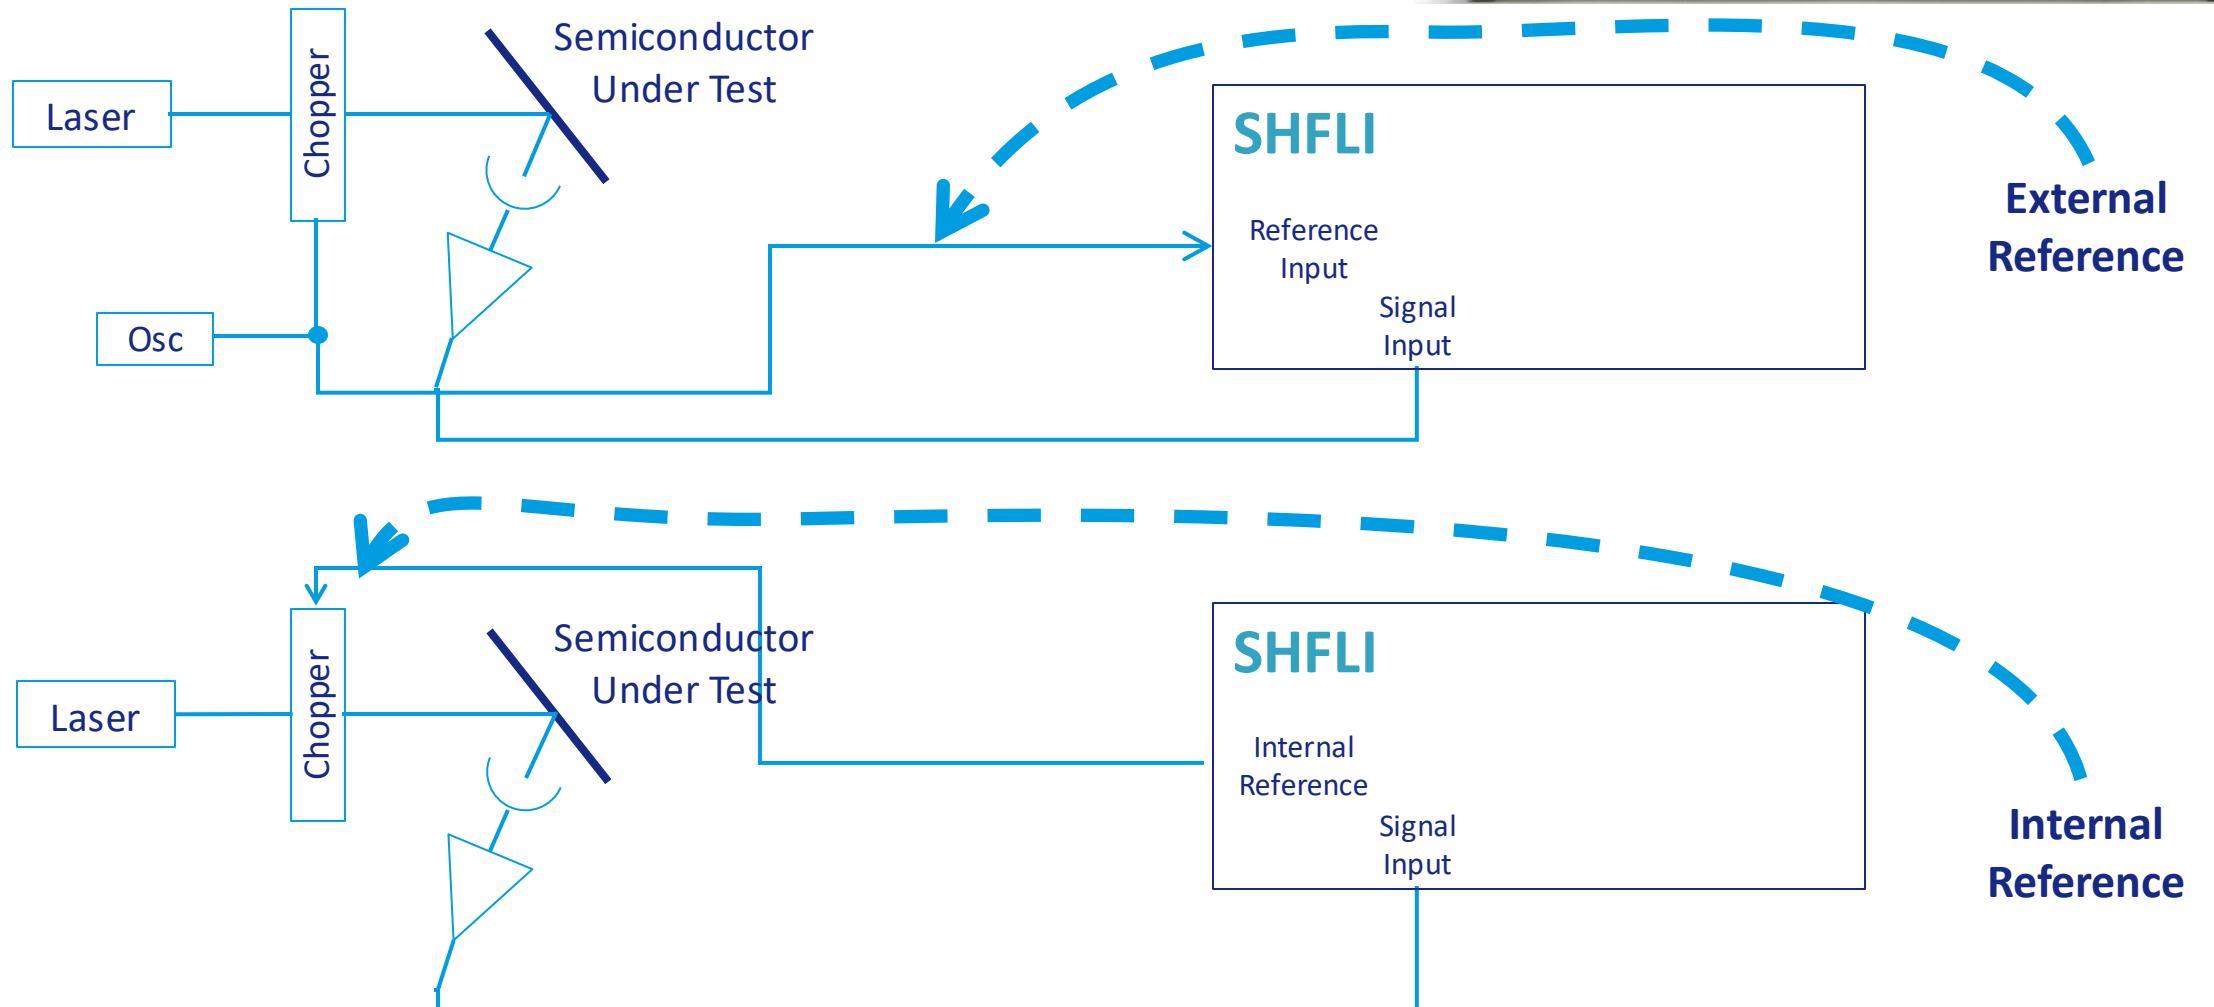 Semiconductor
Under Test
Laser
Chopper
Osc
SHFLI
Reference
Input
Signal
Input
External
Reference
Semiconductor
Under Test
Laser
Chopper
SHFLI
Internal
Reference
Signal
Input
Internal
Reference